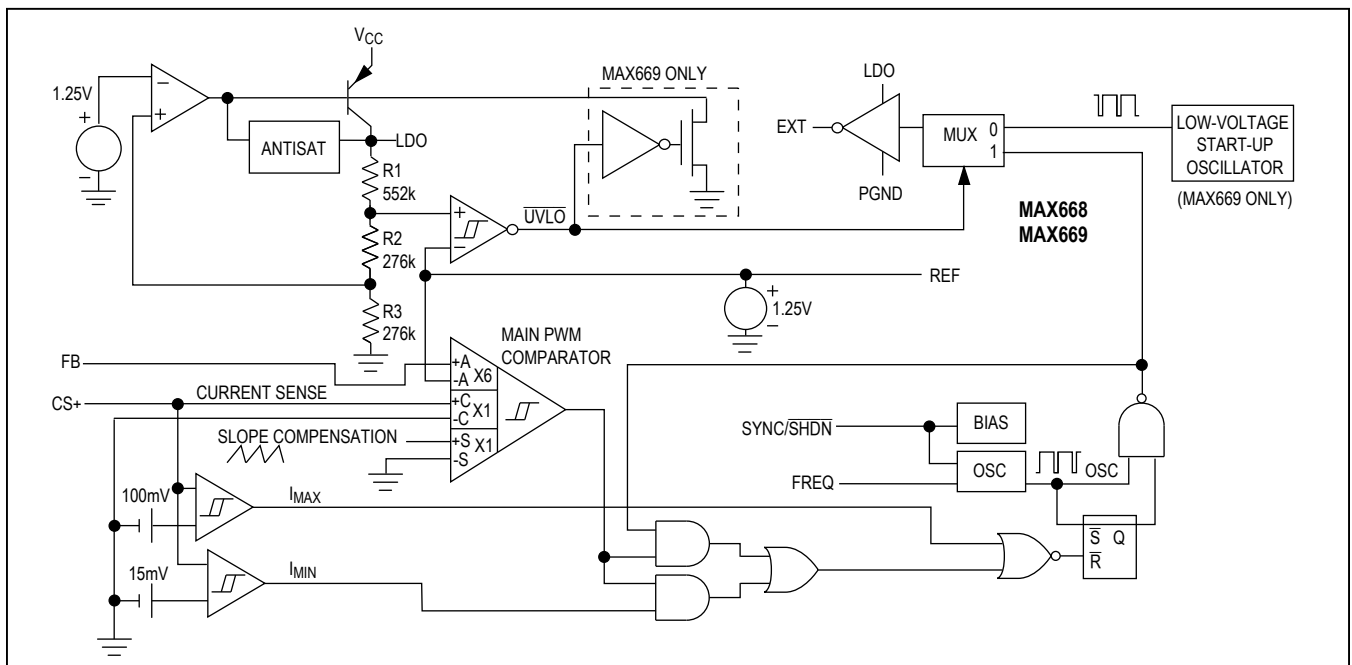 VCC
MAX669 ONLY
1.25V
+
−
−
+
ANTISAT
LDO
R1
552k
R2
276k
R3
276k
+
−
UVLO
LDO
EXT
PGND
MUX
0
1
LOW-VOLTAGE
START-UP
OSCILLATOR
(MAX669 ONLY)
MAX668
MAX669
REF
+
1.25V
−
MAIN PWM
COMPARATOR
FB
CS+
CURRENT SENSE
SLOPE COMPENSATION
+A
-A
X6
+C
-C
X1
+S
-S
X1
SYNC/SHDN
BIAS
FREQ
OSC
OSC
100mV
IMAX
15mV
IMIN
S Q
R